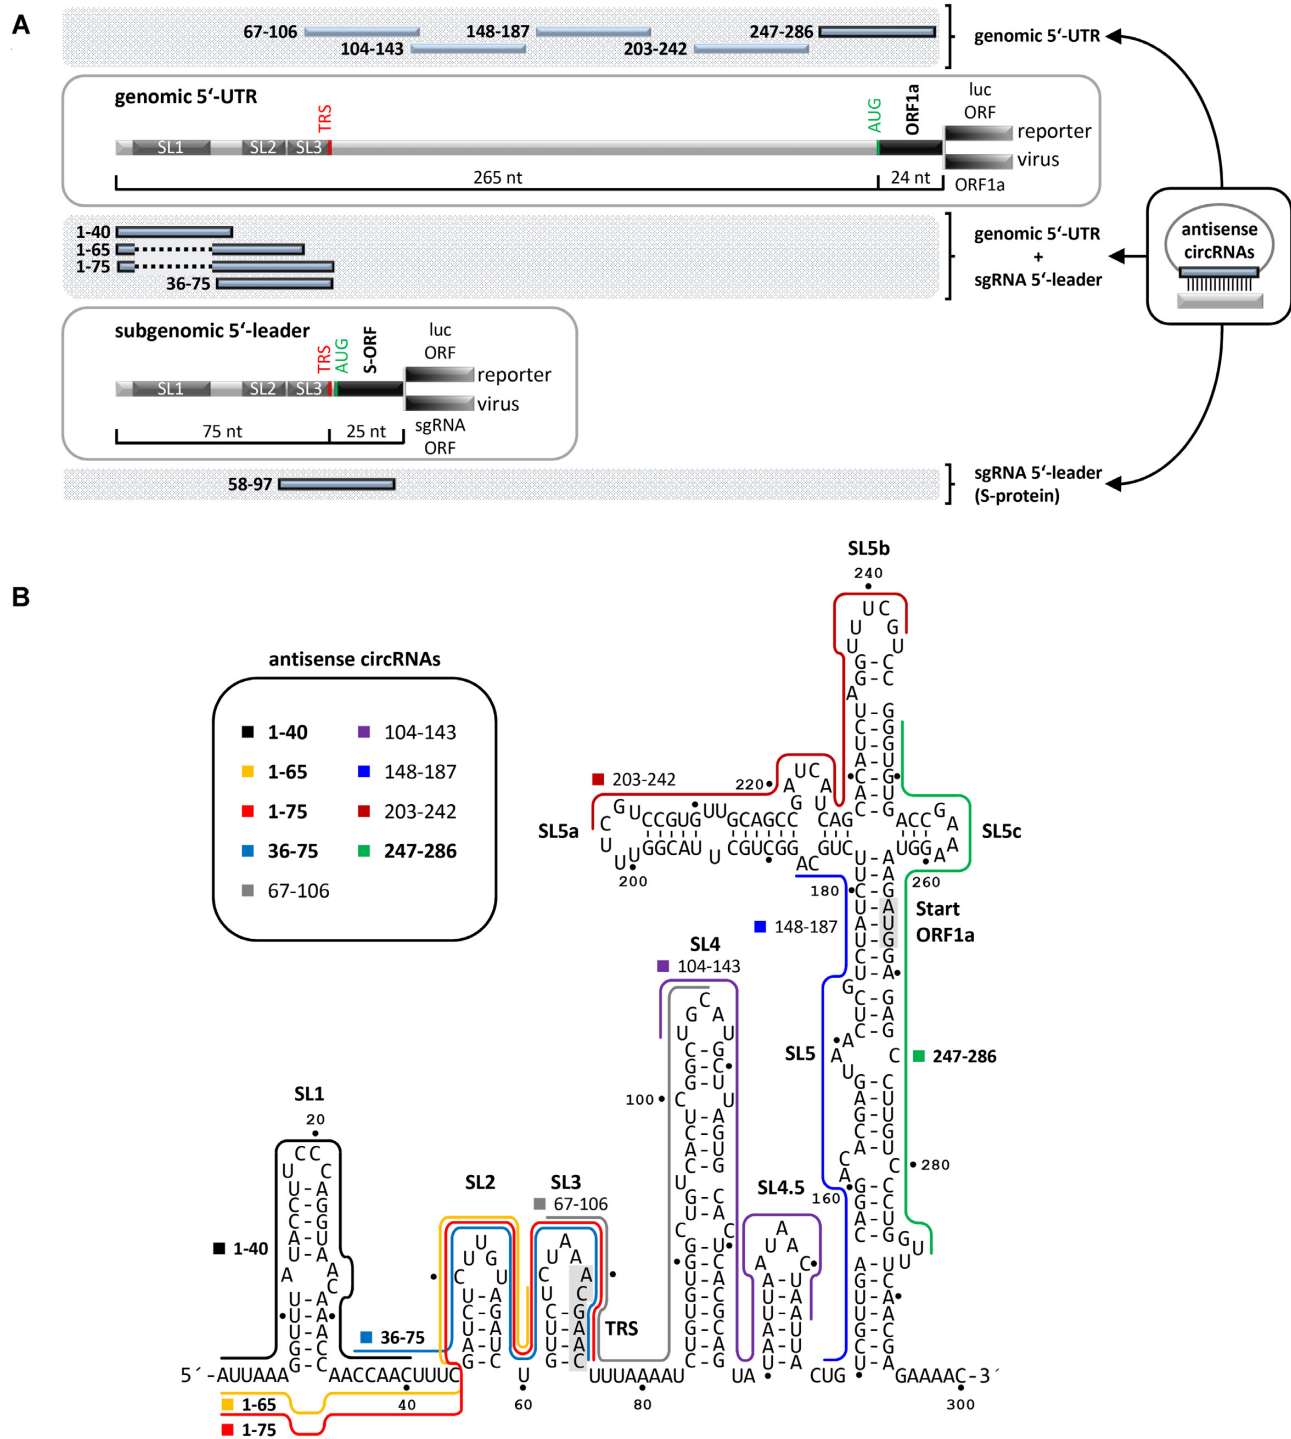 A
67-106
148-187
247-286
104-143
203-242
genomic 5‘-UTR
genomic 5‘-UTR
TRS
AUG
ORF1a
luc
ORF
reporter
virus
ORF1a
SL1
SL2
SL3
265 nt
24 nt
1-40
1-65
1-75
36-75
genomic 5‘-UTR
+
sgRNA 5‘-leader
antisense
circRNAs
subgenomic 5‘-leader
TRS
AUG
S-ORF
luc
ORF
reporter
virus
sgRNA
ORF
SL1
SL2
SL3
75 nt
25 nt
58-97
sgRNA 5‘-leader
(S-protein)
B
antisense circRNAs
1-40
104-143
1-65
148-187
1-75
203-242
36-75
247-286
67-106
SL5b
240
203-242
220
SL5a
200
SL5c
260
180
Start
ORF1a
148-187
SL4
104-143
SL5
247-286
100
SL1
20
280
SL2
SL3
67-106
SL4.5
160
1-40
36-75
TRS
5´-AUUAAA
AACCAACUUUC
U
UUUAAAAU
UA
CUG
GAAAAC-3´
1-65
40
60
80
300
1-75